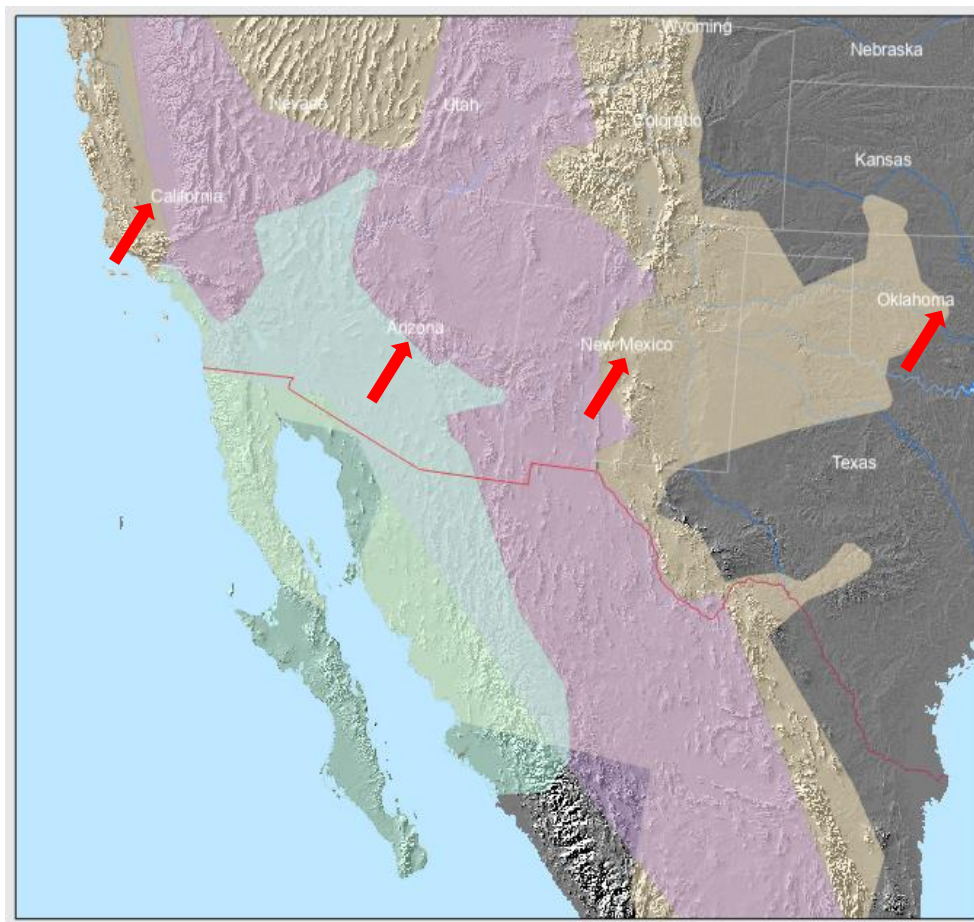 Wyoming
Nebraska
Nevada
Utah
Colorado
Kansas
California
Oklahoma
Arizona
New Mexico
Texas